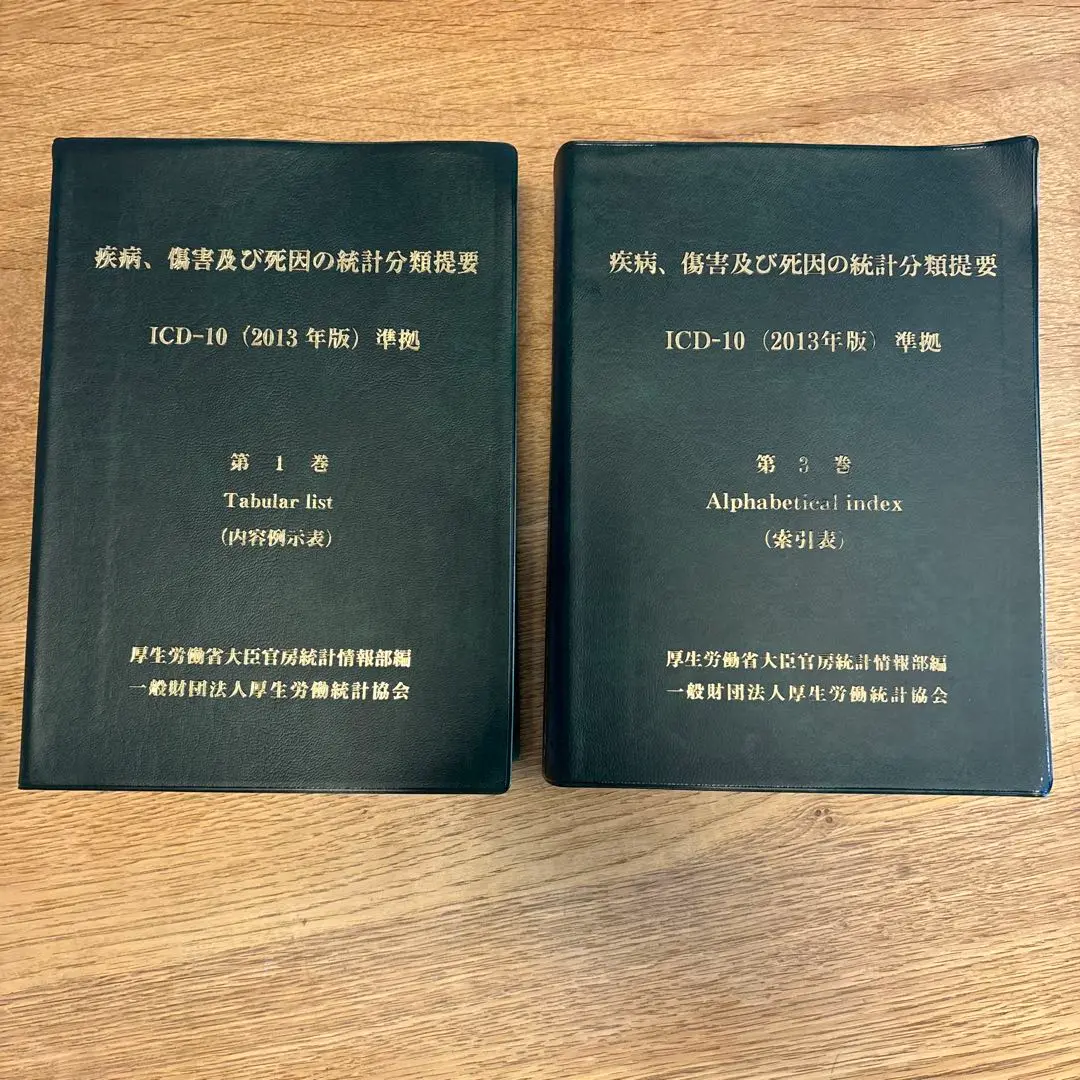 疾病、傷害及び死因の統計分類提要
ICD-10（2013年版）準拠
第 1 巻
Tabular list
（内容例示表）
厚生労働省大臣官房統計情報部編
一般財団法人厚生労働統計協会
疾病、傷害及び死因の統計分類提要
ICD-10（2013年版）準拠
第 3 巻
Alphabetical index
（索引表）
厚生労働省大臣官房統計情報部編
一般財団法人厚生労働統計協会